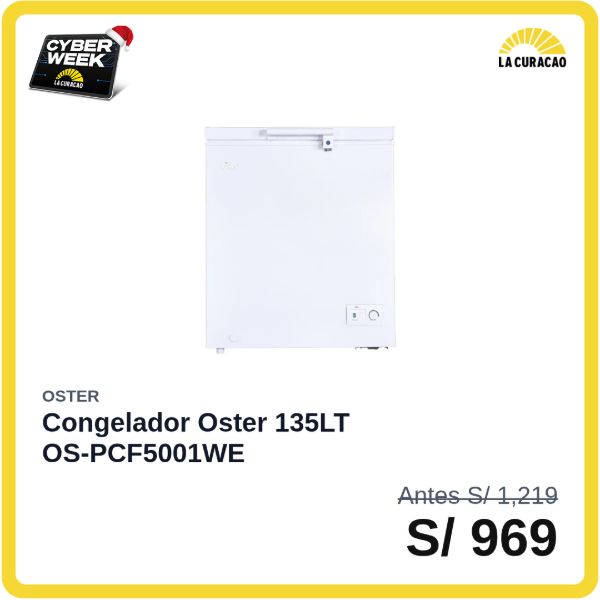 CYBER
WEEK
LA CURACAO
LA CURACAO
OSTER
Congelador Oster 135LT
OS-PCF5001WE
Antes S/ 1,219
S/ 969